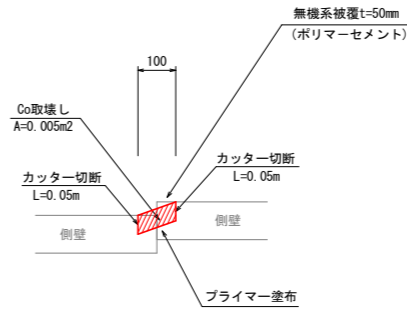 無機系被覆t=50mm
(ポリマーセメント)
100
Co取壊し
A=0.005m2
カッター切断
L=0.05m
カッター切断
L=0.05m
側壁
側壁
プライマー塗布